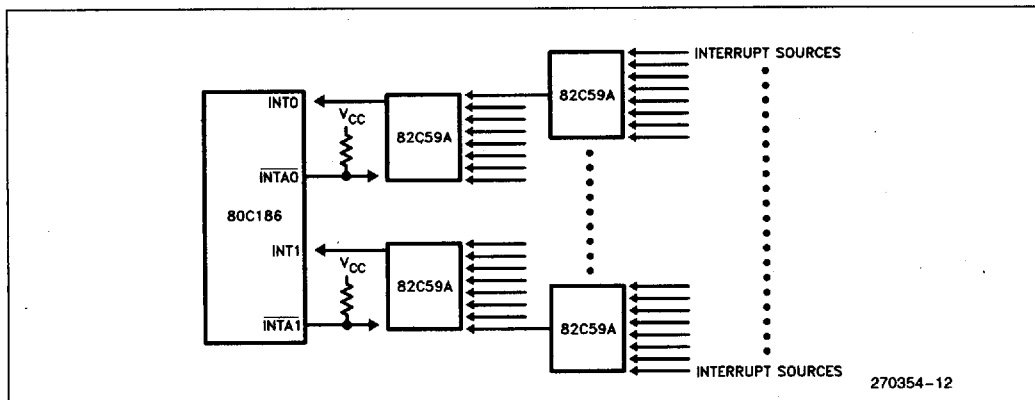 INTERRUPT SOURCES
INT0
VCC
82C59A
82C59A
INTA0
80C186
INT1
VCC
82C59A
82C59A
INTA1
INTERRUPT SOURCES
270354-12